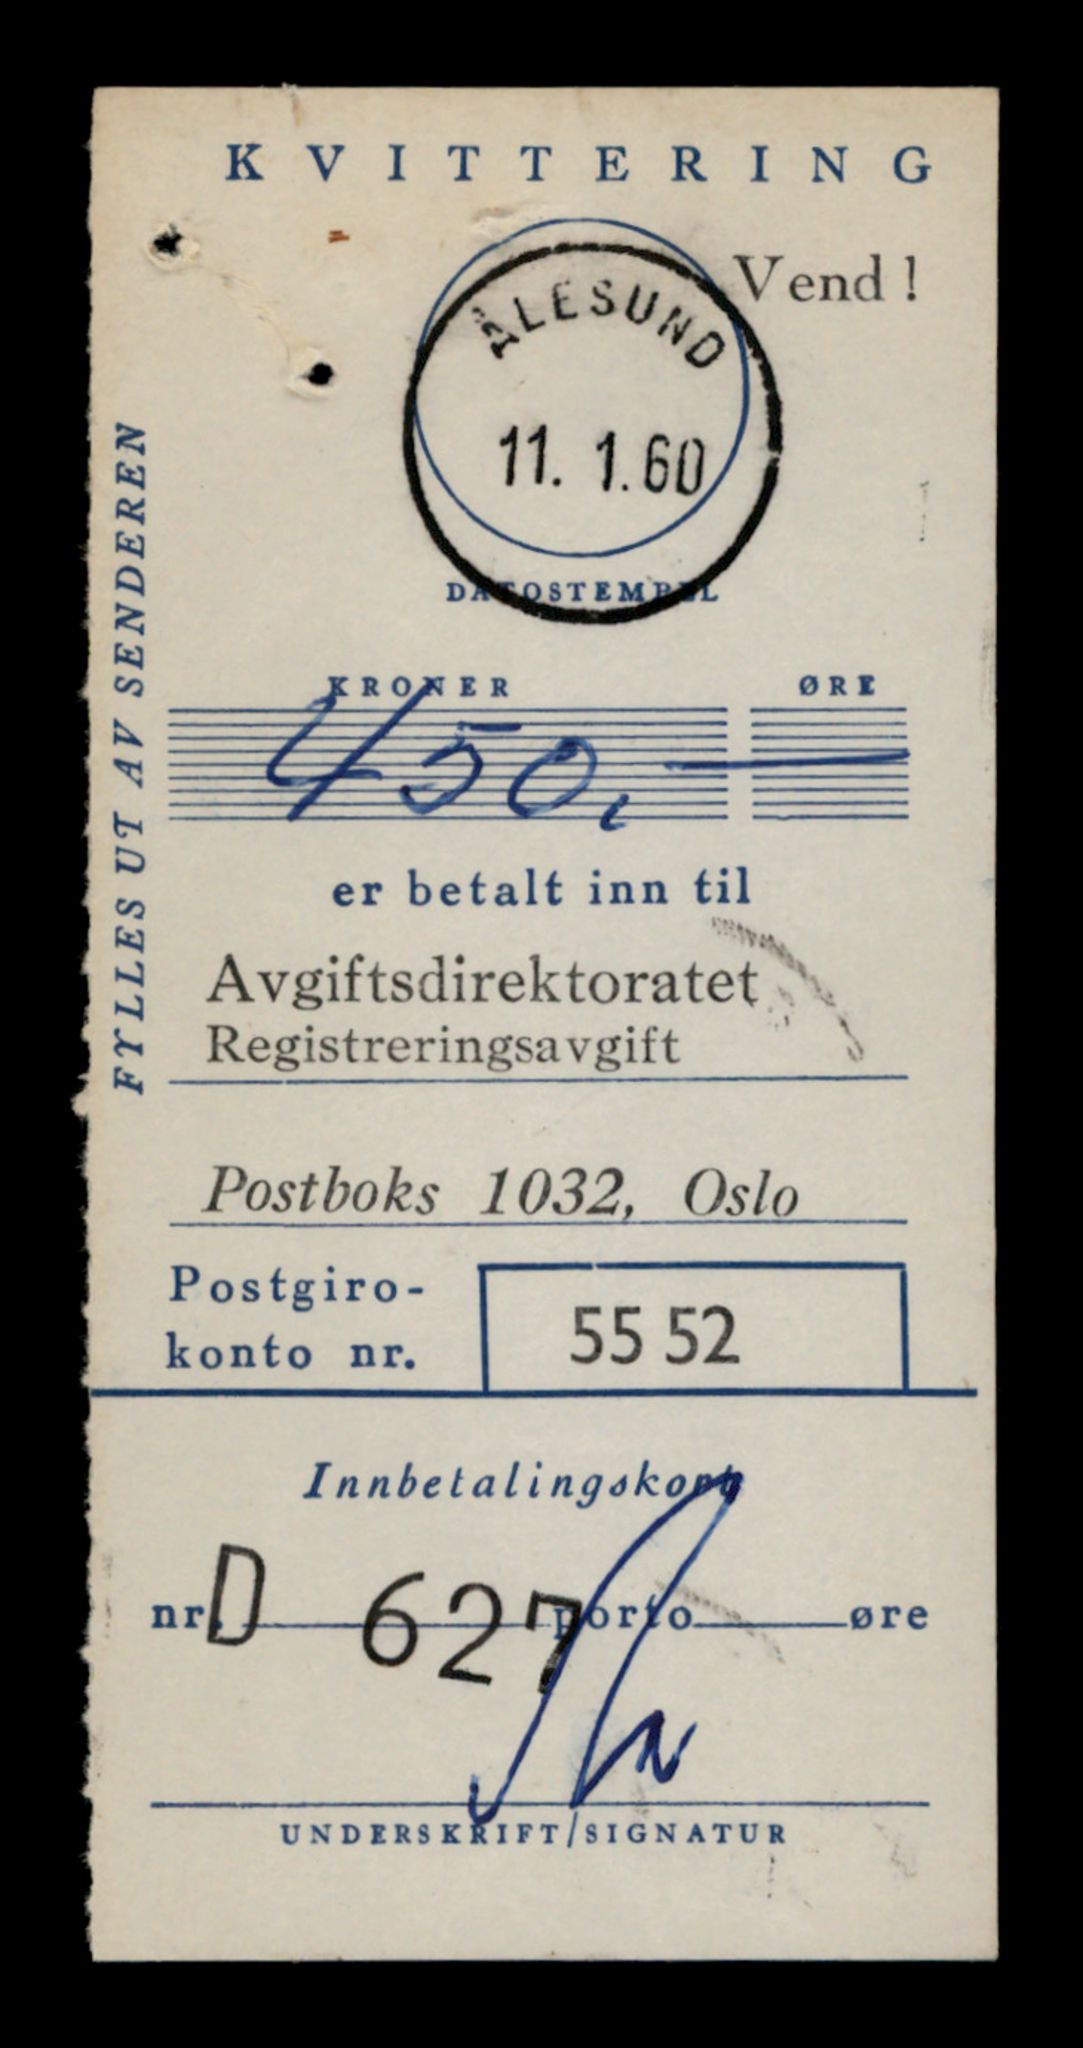 KVITTERING
Vend !
ÅLESUND
11. 1. 60
DATOSTEMPEL
FYLLES UT AV SENDEREN
KRONER ØRE
450, —
er betalt inn til
Avgiftsdirektoratet
Registreringsavgift
Postboks 1032, Oslo
Postgiro-
konto nr.
55 52
Innbetalingskort
nr. D 627 porto øre
UNDERSKRIFT/SIGNATUR